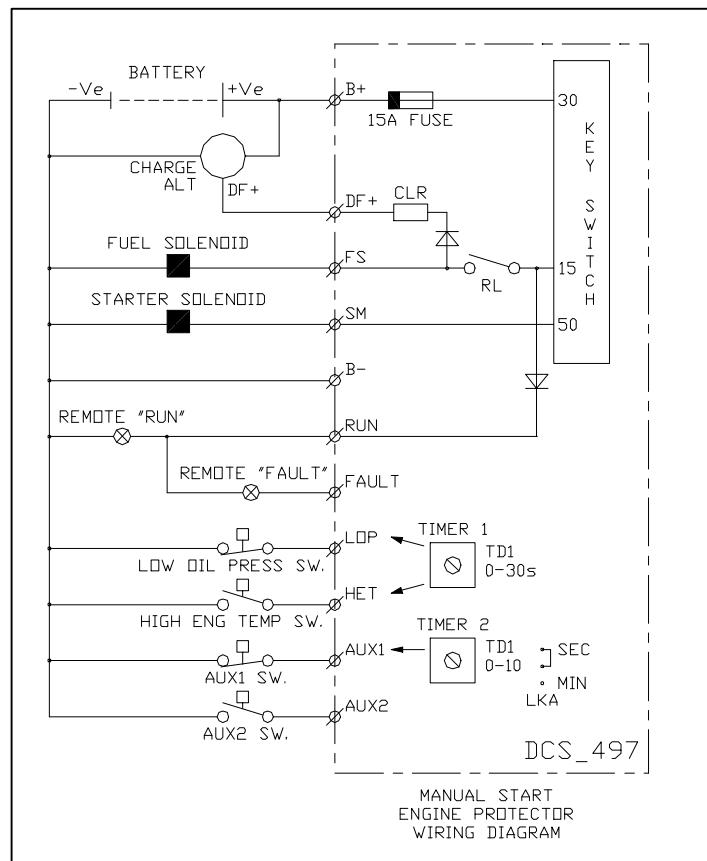 BATTERY
-Ve
+Ve
B+
30
15A FUSE
KEY SWITCH
CHARGE
ALT
DF+
DF+
CLR
FUEL SOLENOID
FS
RL
15
STARTER SOLENOID
SM
50
B-
REMOTE "RUN"
RUN
REMOTE "FAULT"
FAULT
LOP
TIMER 1
TD1
0-30s
LOW OIL PRESS SW.
HET
HIGH ENG TEMP SW.
TIMER 2
AUX1
TD1
0-10
SEC
MIN
LKA
AUX1 SW.
AUX2
AUX2 SW.
DCS_497
MANUAL START
ENGINE PROTECTOR
WIRING DIAGRAM